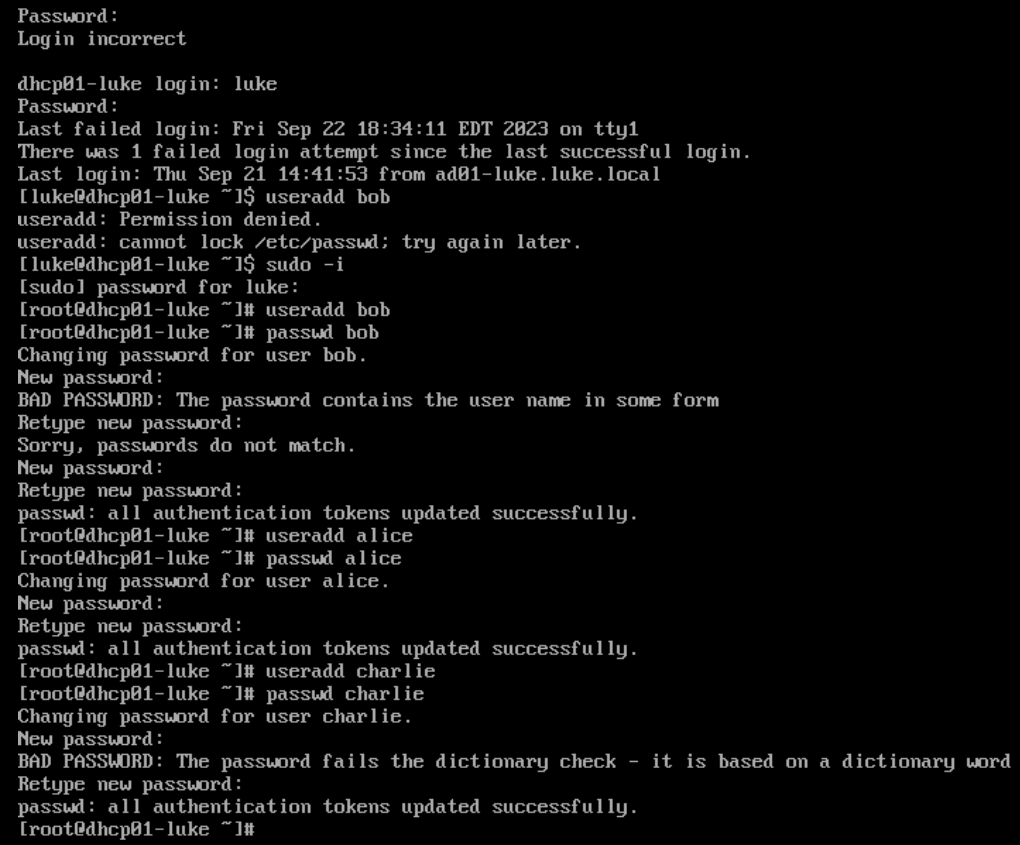 Password:
Login incorrect

dhcp01-luke login: luke
Password:
Last failed login: Fri Sep 22 18:34:11 EDT 2023 on tty1
There was 1 failed login attempt since the last successful login.
Last login: Thu Sep 21 14:41:53 from ad01-luke.luke.local
[luke@dhcp01-luke ~]$ useradd bob
useradd: Permission denied.
useradd: cannot lock /etc/passwd; try again later.
[luke@dhcp01-luke ~]$ sudo -i
[sudo] password for luke:
[root@dhcp01-luke ~]# useradd bob
[root@dhcp01-luke ~]# passwd bob
Changing password for user bob.
New password:
BAD PASSWORD: The password contains the user name in some form
Retype new password:
Sorry, passwords do not match.
New password:
Retype new password:
passwd: all authentication tokens updated successfully.
[root@dhcp01-luke ~]# useradd alice
[root@dhcp01-luke ~]# passwd alice
Changing password for user alice.
New password:
Retype new password:
passwd: all authentication tokens updated successfully.
[root@dhcp01-luke ~]# useradd charlie
[root@dhcp01-luke ~]# passwd charlie
Changing password for user charlie.
New password:
BAD PASSWORD: The password fails the dictionary check - it is based on a dictionary word
Retype new password:
passwd: all authentication tokens updated successfully.
[root@dhcp01-luke ~]#